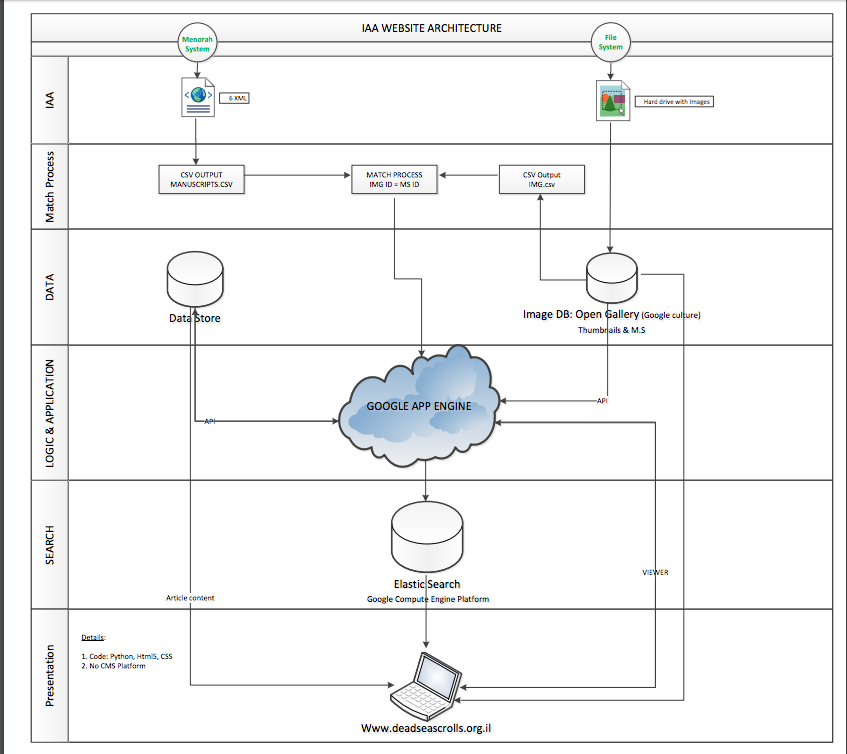 IAA WEBSITE ARCHITECTURE
Menorah
System
File
System
IAA
6 XML
Hard drive with Images
Match Process
CSV OUTPUT
MANUSCRIPTS.CSV
MATCH PROCESS
IMG ID = MS ID
CSV Output
IMG.csv
DATA
Data Store
Image DB: Open Gallery (Google culture)
Thumbnails & M.S
LOGIC & APPLICATION
GOOGLE APP ENGINE
API
API
SEARCH
Elastic Search
Google Compute Engine Platform
VIEWER
Article content
Presentation
Details:
1. Code: Python, Html5, CSS
2. No CMS Platform
Www.deadseascrolls.org.il